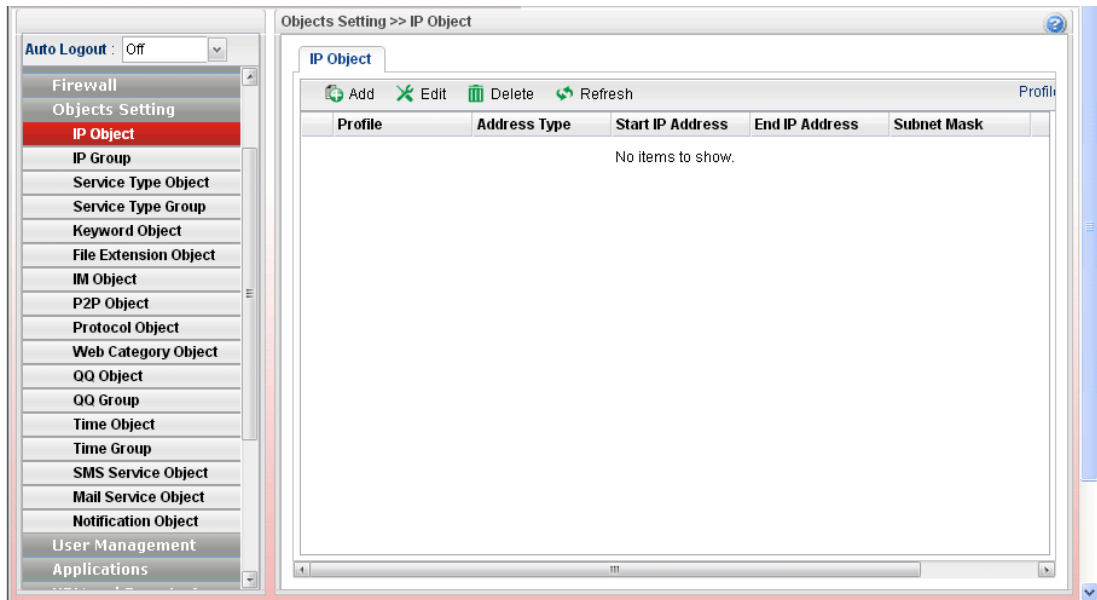 Objects Setting >> IP Object
Auto Logout : Off
Firewall
Objects Setting
IP Object
IP Group
Service Type Object
Service Type Group
Keyword Object
File Extension Object
IM Object
P2P Object
Protocol Object
Web Category Object
QQ Object
QQ Group
Time Object
Time Group
SMS Service Object
Mail Service Object
Notification Object
User Management
Applications
IP Object
Add Edit Delete Refresh
Profile Address Type Start IP Address End IP Address Subnet Mask
No items to show.